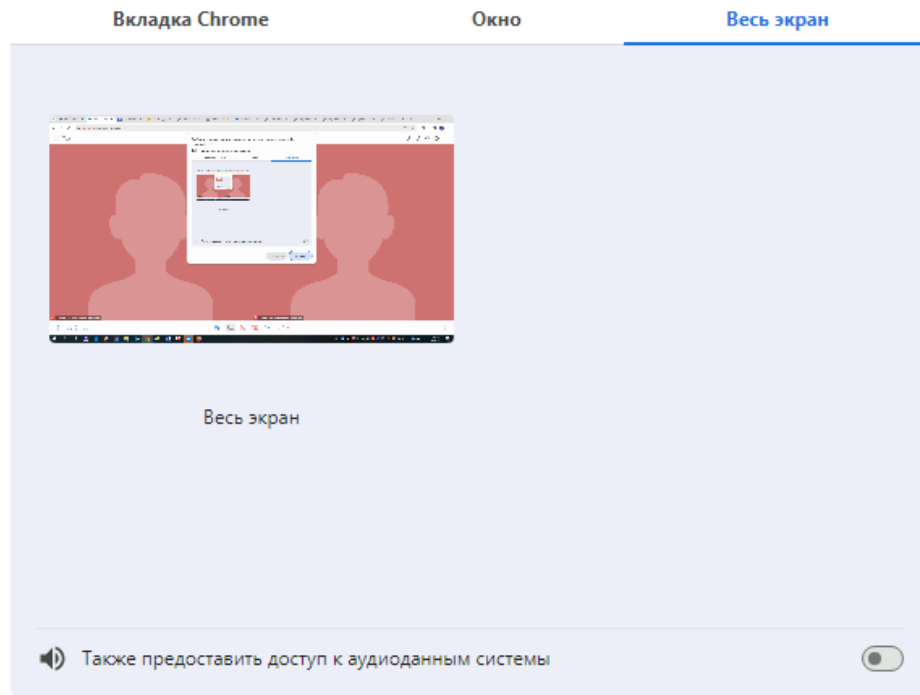 Вкладка Chrome
Окно
Весь экран
Весь экран
Также предоставить доступ к аудиоданным системы